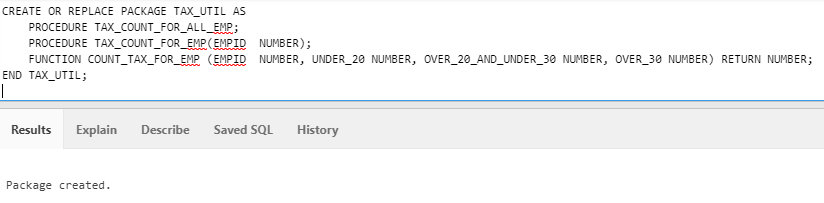 CREATE OR REPLACE PACKAGE TAX_UTIL AS
PROCEDURE TAX_COUNT_FOR_ALL_EMP;
PROCEDURE TAX_COUNT_FOR_EMP(EMPID  NUMBER);
FUNCTION COUNT_TAX_FOR_EMP (EMPID  NUMBER, UNDER_20 NUMBER, OVER_20_AND_UNDER_30 NUMBER, OVER_30 NUMBER) RETURN NUMBER;
END TAX_UTIL;
Results Explain Describe Saved SQL History
Package created.